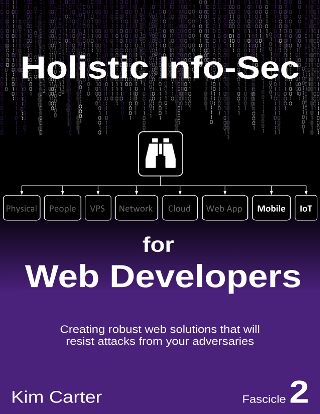 Holistic Info-Sec
Physical People VPS Network Cloud Web App Mobile IoT
for
Web Developers
Creating robust web solutions that will
resist attacks from your adversaries
Kim Carter Fascicle 2